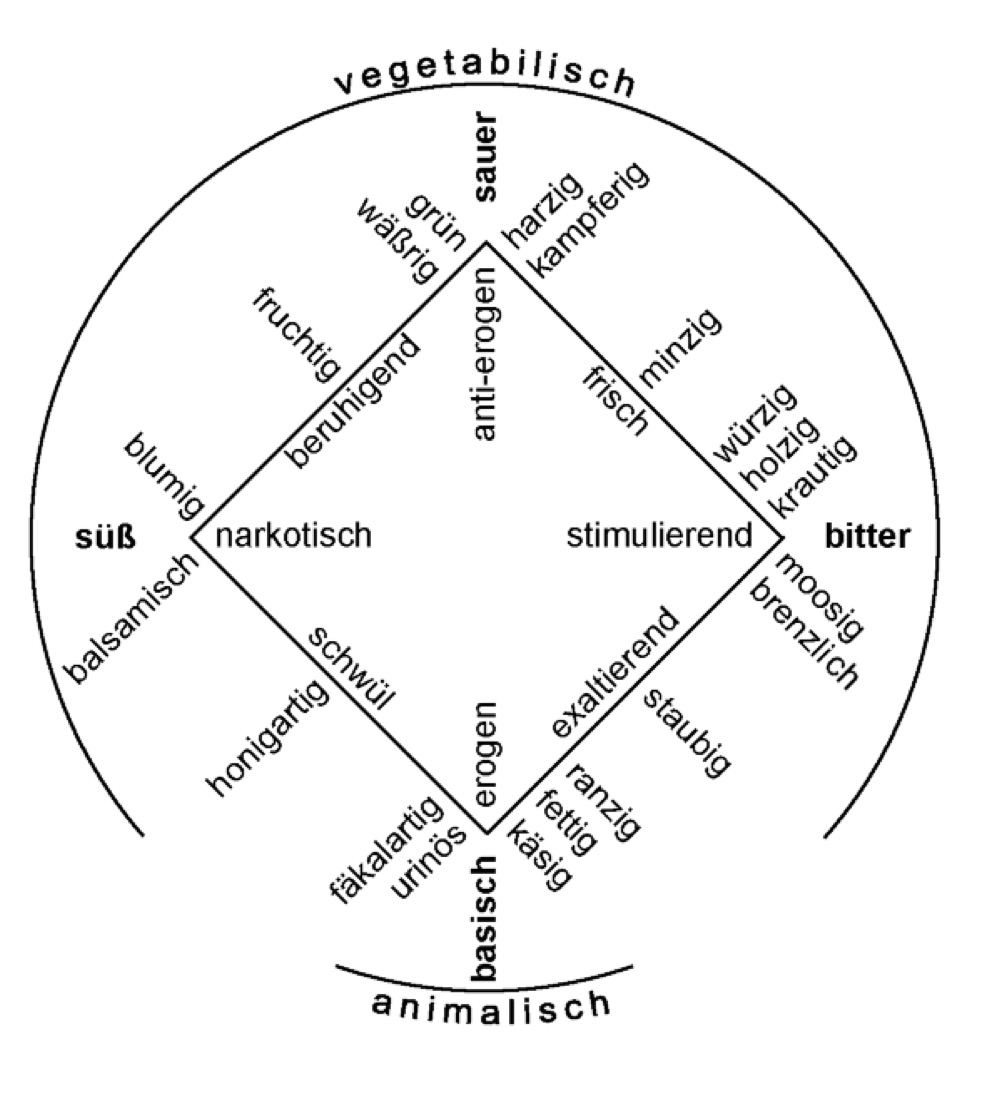 vegetabilisch
sauer
grün
wäßrig
harzig
kampferig
anti-erogen
fruchtig
beruhigend
frisch
minzig
blumig
würzig
holzig
krautig
süß
narkotisch
stimulierend
bitter
balsamisch
moosig
brenzlich
schwül
honigartig
exaltierend
staubig
erogen
fäkalartig
urinös
ranzig
fettig
käsig
basisch
animalisch